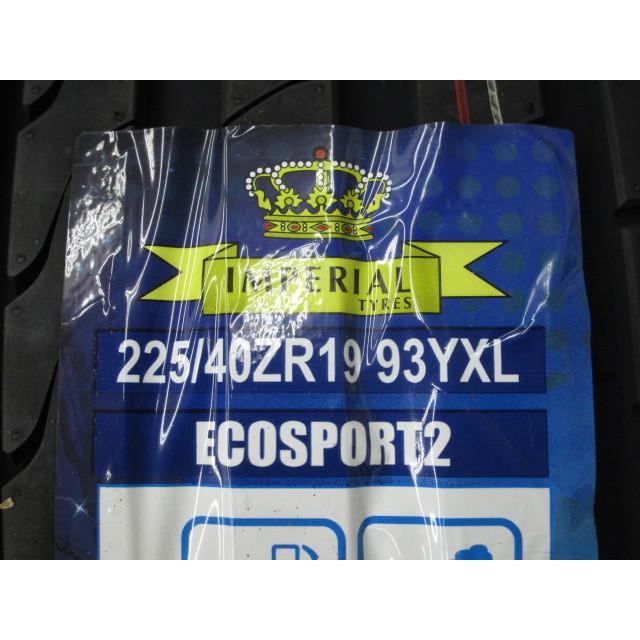 IMPERIAL
TYRES
225/40ZR19 93YXL
ECOSPORT2